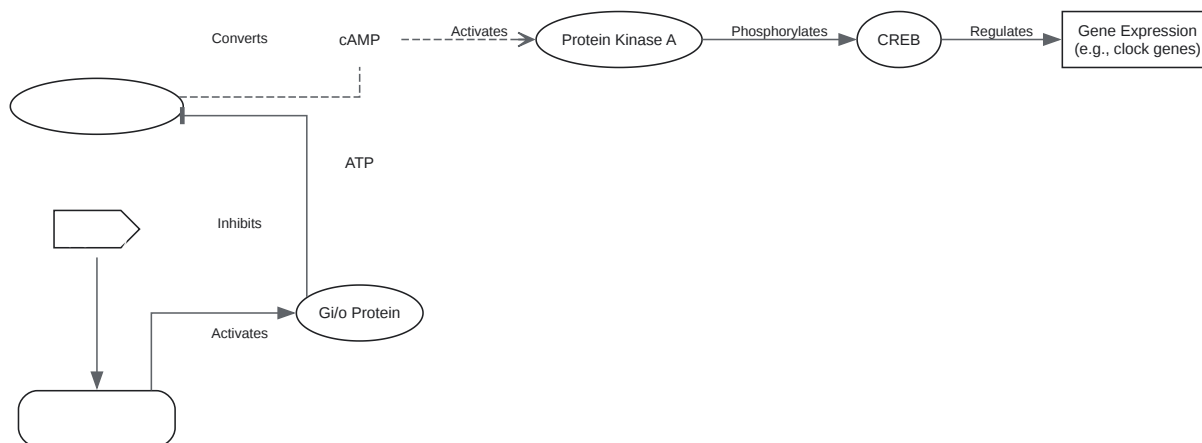 Converts
cAMP
Activates
Protein Kinase A
Phosphorylates
CREB
Regulates
Gene Expression
(e.g., clock genes)
ATP
Inhibits
Gi/o Protein
Activates